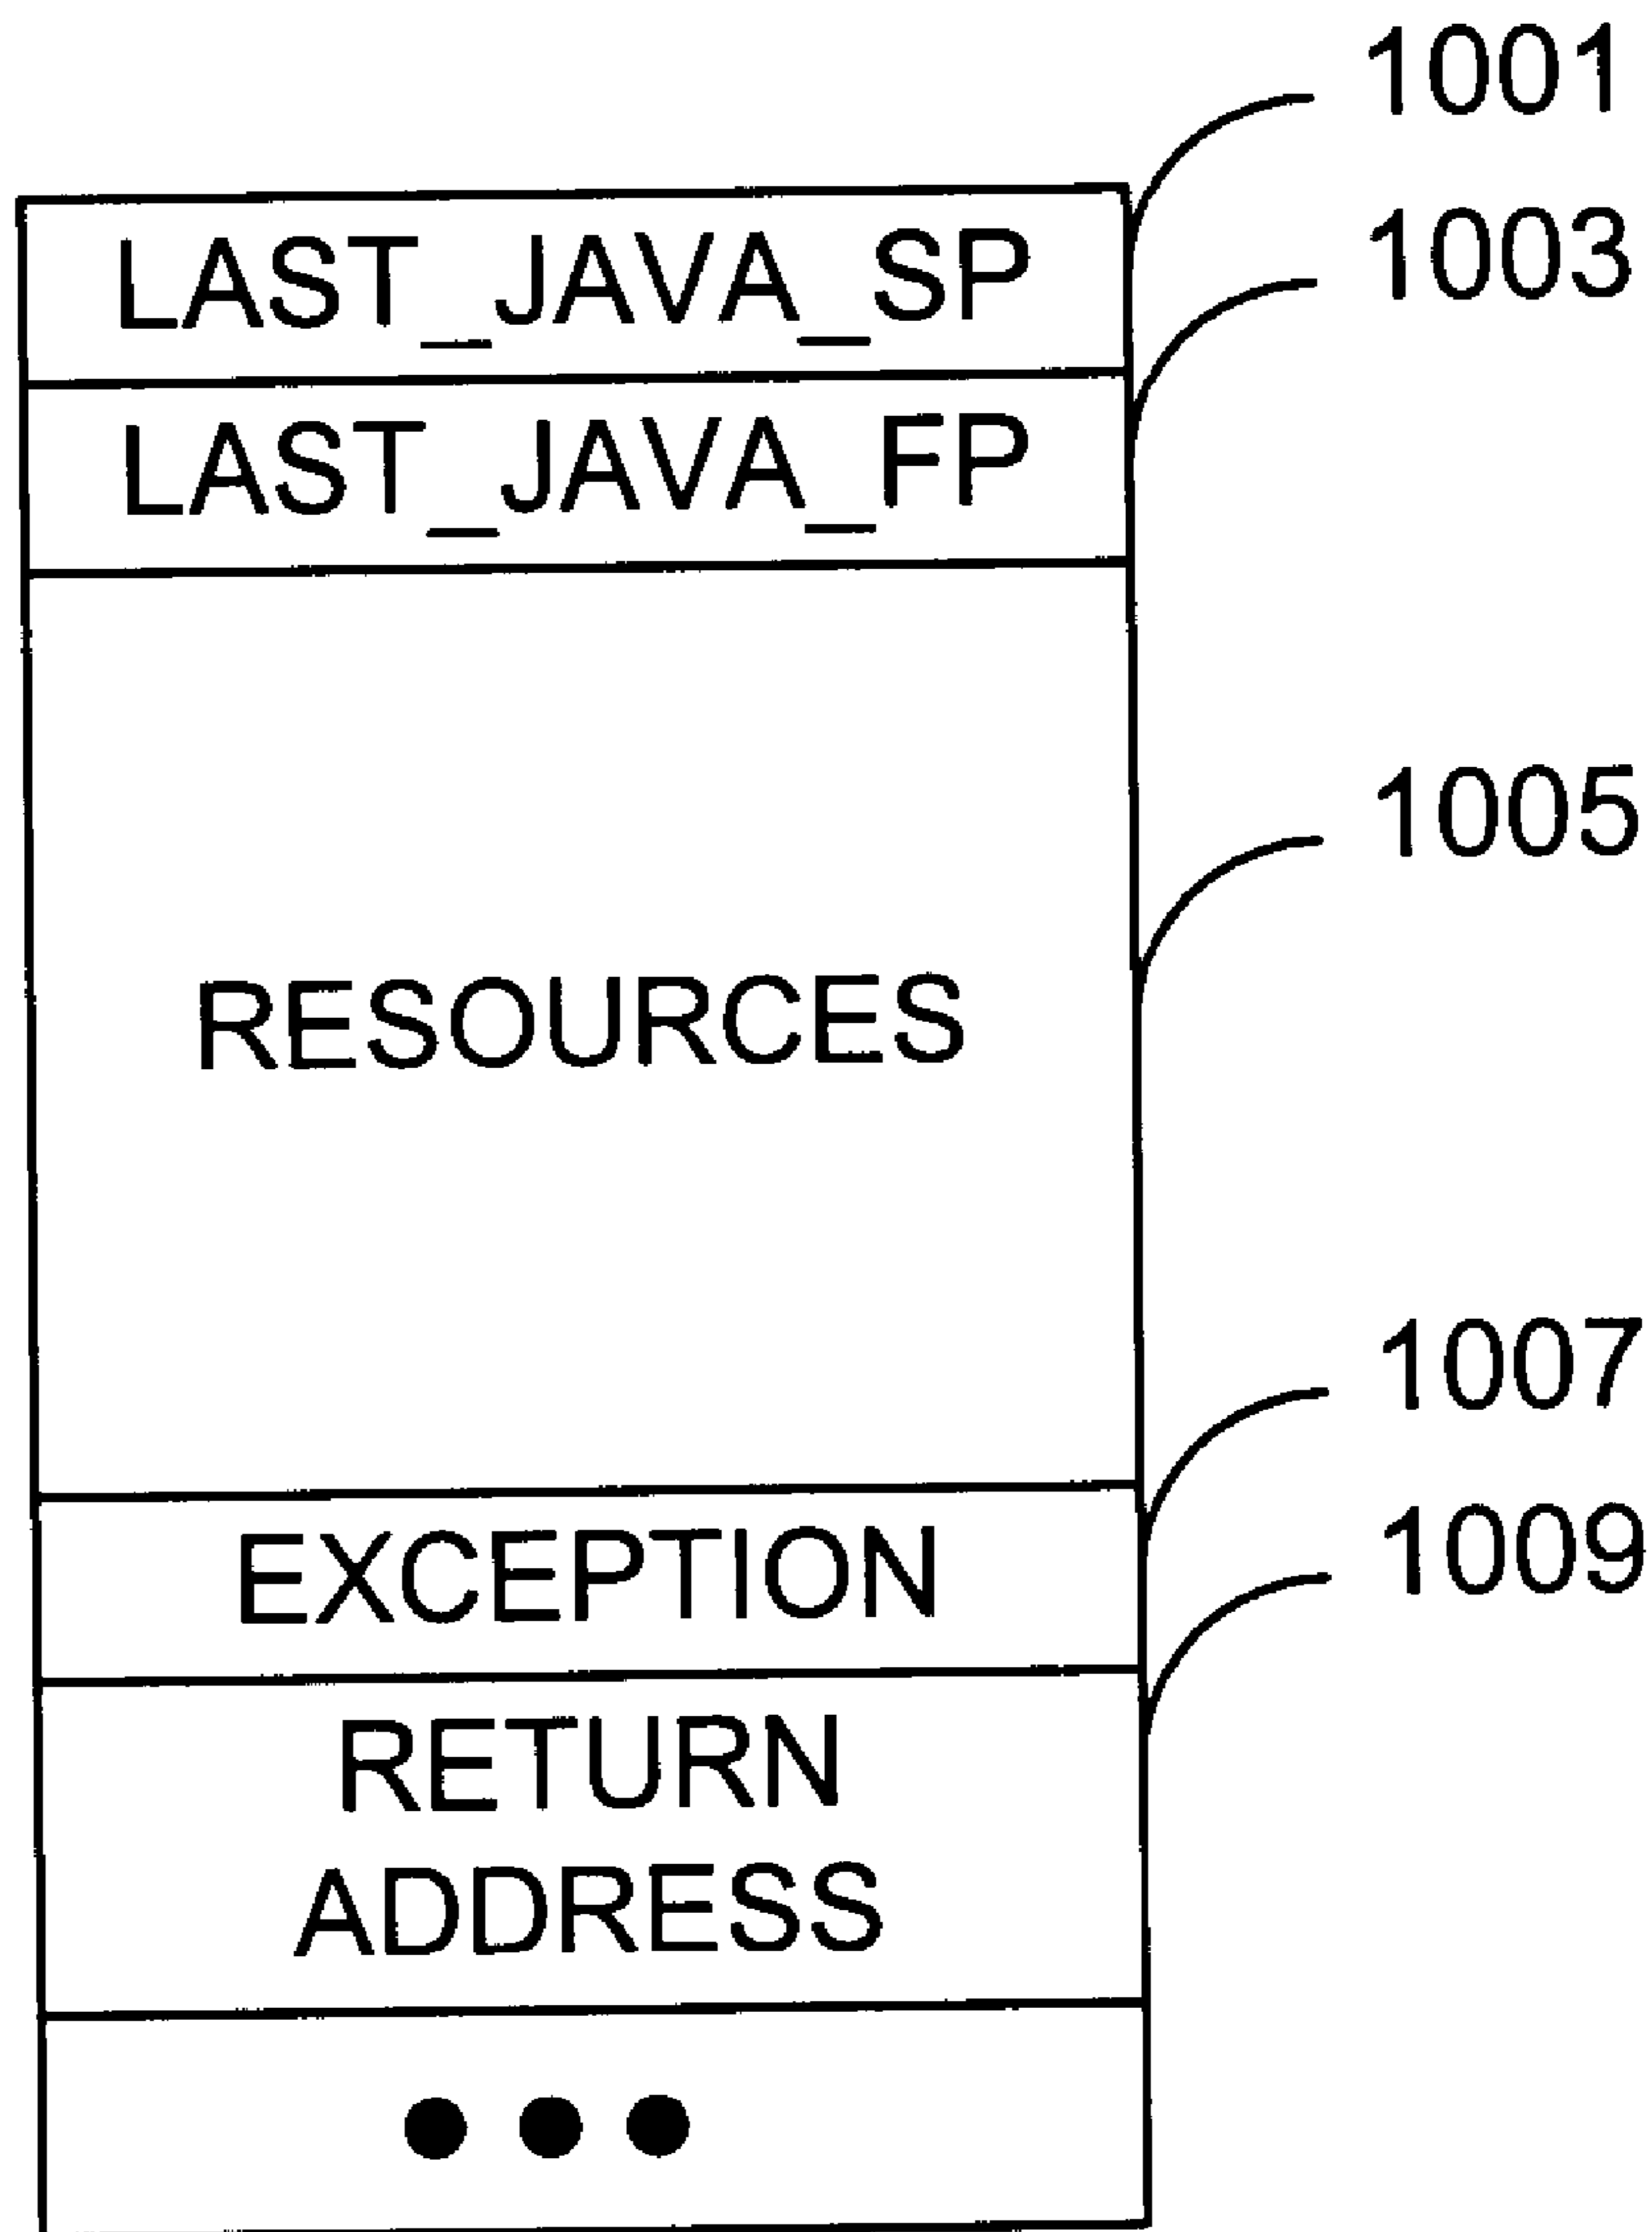 1001
LAST_JAVA_SP
1003
LAST_JAVA_FP
1005
RESOURCES
1007
EXCEPTION
1009
RETURN
ADDRESS